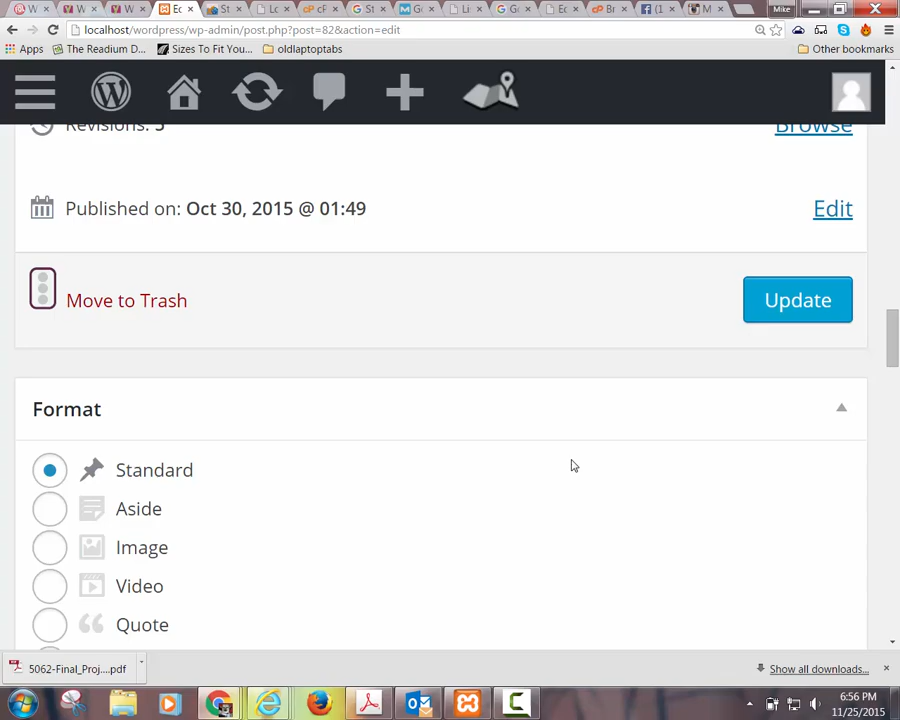 Mike
localhost/wordpress/wp-admin/post.php?post=82&action=edit
Apps
The Readium D...
Sizes To Fit You...
oldlaptoptabs
Other bookmarks
Revisions: 5
Browse
Published on: Oct 30, 2015 @ 01:49
Edit
Move to Trash
Update
Format
Standard
Aside
Image
Video
Quote
5062-Final_Proj....pdf
Show all downloads...
6:56 PM
11/25/2015